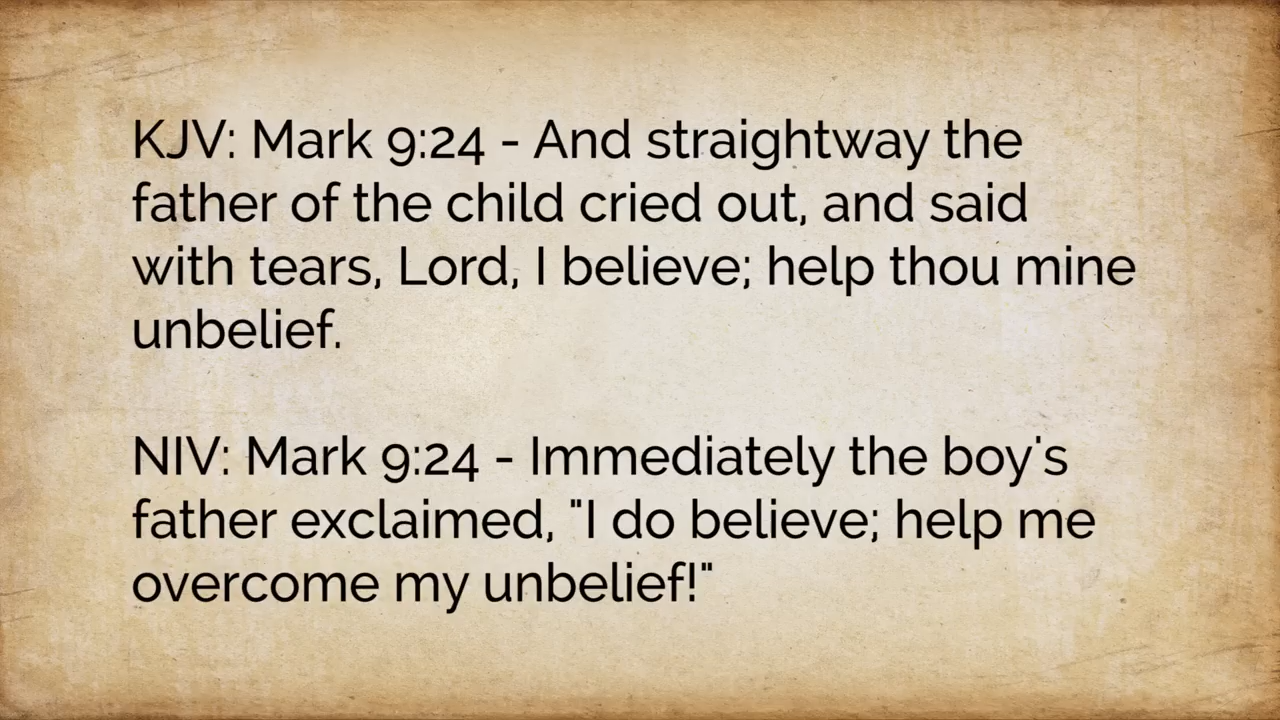 KJV: Mark 9:24 - And straightway the
father of the child cried out, and said
with tears, Lord, I believe; help thou mine
unbelief.
NIV: Mark 9:24 - Immediately the boy's
father exclaimed, "I do believe; help me
overcome my unbelief!"